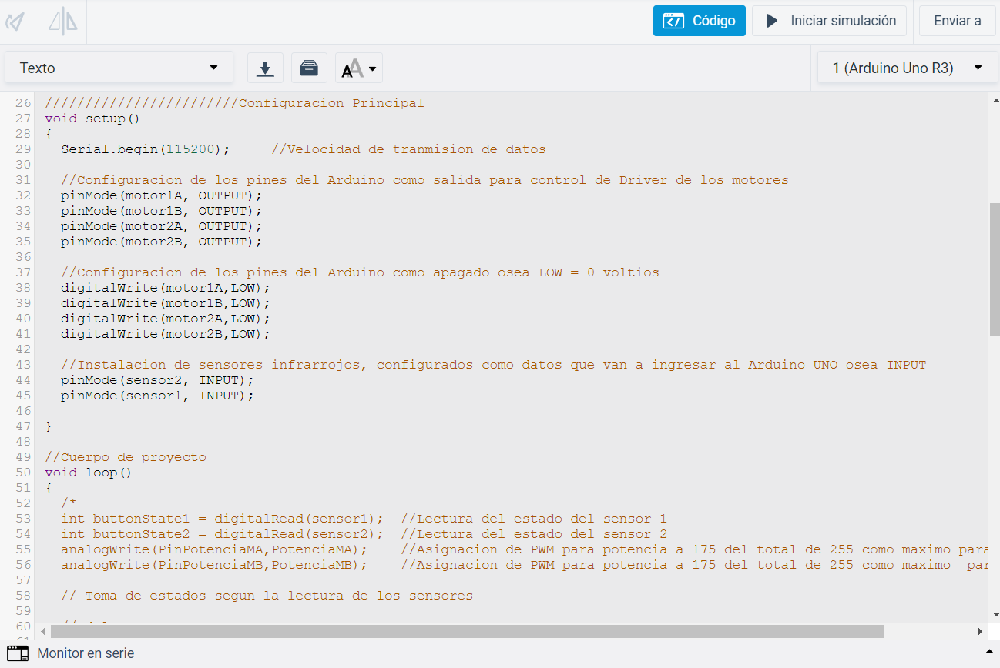 Código
Iniciar simulación
Enviar a
Texto
1 (Arduino Uno R3)
26 ////////////////////////Configuracion Principal
27 void setup()
28 {
29 Serial.begin(115200); //Velocidad de tranmision de datos
30
31 //Configuracion de los pines del Arduino como salida para control de Driver de los motores
32 pinMode(motor1A, OUTPUT);
33 pinMode(motor1B, OUTPUT);
34 pinMode(motor2A, OUTPUT);
35 pinMode(motor2B, OUTPUT);
36
37 //Configuracion de los pines del Arduino como apagado osea LOW = 0 voltios
38 digitalWrite(motor1A,LOW);
39 digitalWrite(motor1B,LOW);
40 digitalWrite(motor2A,LOW);
41 digitalWrite(motor2B,LOW);
42
43 //Instalacion de sensores infrarrojos, configurados como datos que van a ingresar al Arduino UNO osea INPUT
44 pinMode(sensor2, INPUT);
45 pinMode(sensor1, INPUT);
46
47 }
48
49 //Cuerpo de proyecto
50 void loop()
51 {
52 /*
53 int buttonState1 = digitalRead(sensor1); //Lectura del estado del sensor 1
54 int buttonState2 = digitalRead(sensor2); //Lectura del estado del sensor 2
55 analogWrite(PinPotenciaMA,PotenciaMA); //Asignacion de PWM para potencia a 175 del total de 255 como maximo para
56 analogWrite(PinPotenciaMB,PotenciaMB); //Asignacion de PWM para potencia a 175 del total de 255 como maximo par
57
58 // Toma de estados segun la lectura de los sensores
59
60
Monitor en serie